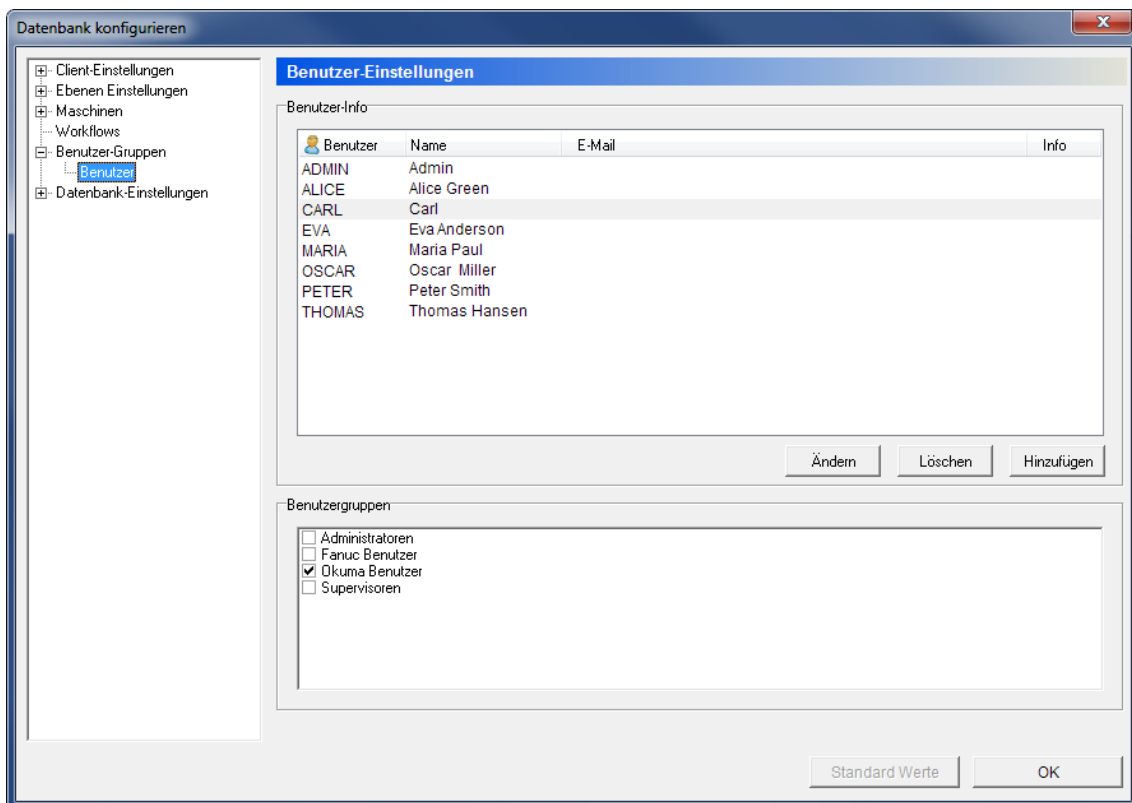 Datenbank konfigurieren
Client-Einstellungen
Ebenen Einstellungen
Maschinen
Workflows
Benutzer-Gruppen
Benutzer
Datenbank-Einstellungen
Benutzer-Einstellungen
Benutzer-Info
Benutzer Name E-Mail Info
ADMIN Admin
ALICE Alice Green
CARL Carl
EVA Eva Anderson
MARIA Maria Paul
OSCAR Oscar Miller
PETER Peter Smith
THOMAS Thomas Hansen
Ändern Löschen Hinzufügen
Benutzergruppen
Administratoren
Fanuc Benutzer
Okuma Benutzer
Supervisoren
Standard Werte OK